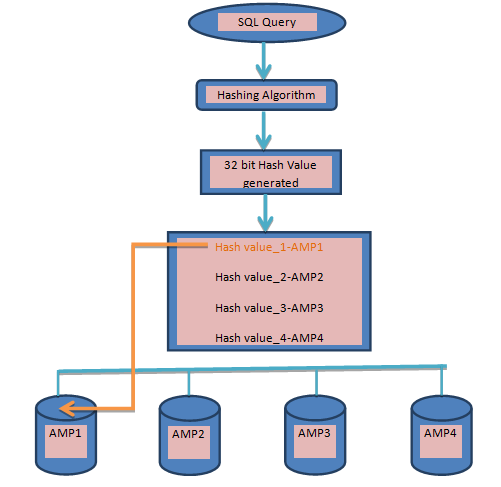 SQL Query
Hashing Algorithm
32 bit Hash Value
generated
Hash value_1-AMP1
Hash value_2-AMP2
Hash value_3-AMP3
Hash value_4-AMP4
AMP1
AMP2
AMP3
AMP4